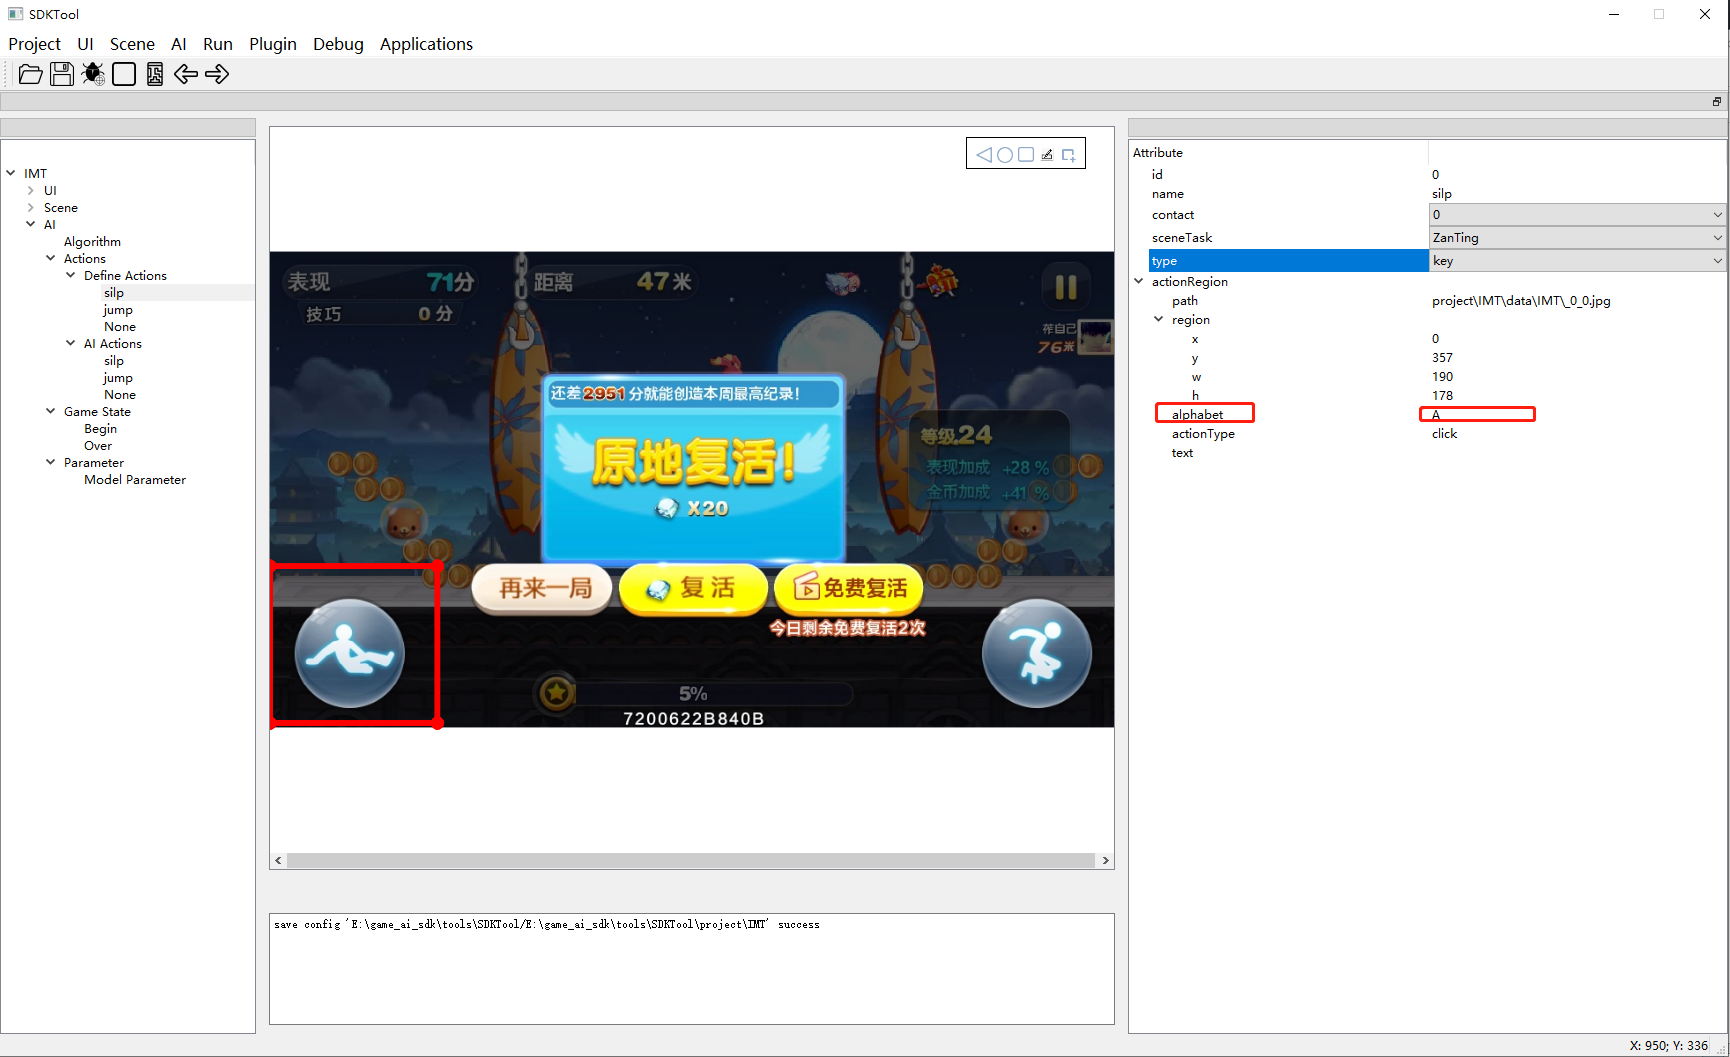 SDKTool
Project UI Scene AI Run Plugin Debug Applications
IMT
UI
Scene
AI
Algorithm
Actions
Define Actions
silp
jump
None
AI Actions
silp
jump
None
Game State
Begin
Over
Parameter
Model Parameter
表现 71分 距离 47米
技巧 0分
荐自己
76米
还差2951分就能创造本周最高纪录!
原地复活!
X20
等级.24
表现加成 +28 %
金币加成 +41 %
再来一局 复活 免费复活
今日剩余免费复活2次
5%
7200622B840B
save config 'E:\game_ai_sdk\tools\SDKTool/E:\game_ai_sdk\tools\SDKTool\project\IMT' success
Attribute
id 0
name silp
contact 0
sceneTask ZanTing
type key
actionRegion
path project\IMT\data\IMT\_0_0.jpg
region
x 0
y 357
w 190
h 178
alphabet A
actionType click
text
X: 950; Y: 336